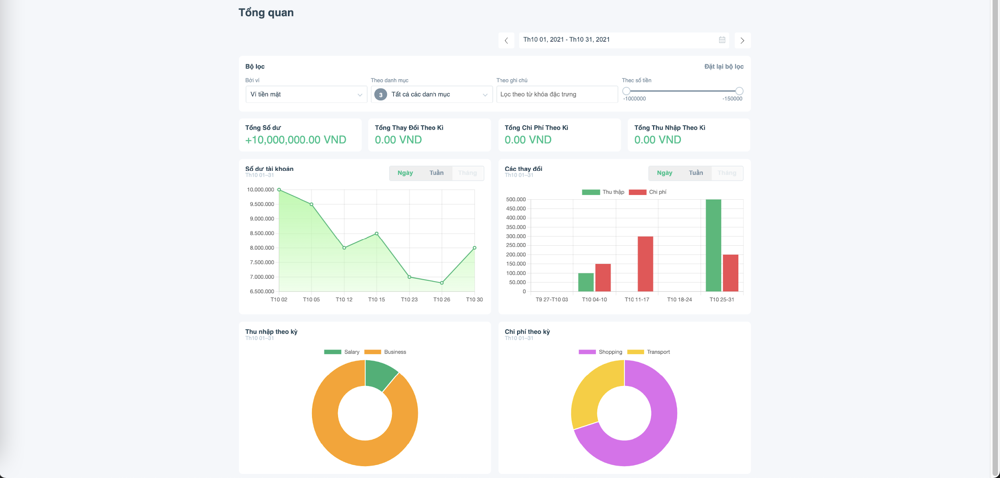 Tổng quan
Th10 01, 2021 - Th10 31, 2021
Bộ lọc
Đặt lại bộ lọc
Bởi ví
Theo danh mục
Theo ghi chú
Theo số tiền
Ví tiền mặt
3 Tất cả các danh mục
Lọc theo từ khóa đặc trưng
-1000000
-150000
Tổng Số dư
+10,000,000.00 VND
Tổng Thay Đổi Theo Kì
0.00 VND
Tổng Chi Phí Theo Kì
0.00 VND
Tổng Thu Nhập Theo Kì
0.00 VND
Số dư tài khoản
Th10 01–31
Ngày Tuần Tháng
10.000.000
9.500.000
9.000.000
8.500.000
8.000.000
7.500.000
7.000.000
6.500.000
T10 02 T10 05 T10 12 T10 15 T10 23 T10 26 T10 30
Các thay đổi
Th10 01–31
Ngày Tuần Tháng
Thu thập Chi phí
500.000
450.000
400.000
350.000
300.000
250.000
200.000
150.000
100.000
50.000
0
T9 27-T10 03 T10 04-10 T10 11-17 T10 18-24 T10 25-31
Thu nhập theo kỳ
Th10 01–31
Salary Business
Chi phí theo kỳ
Th10 01–31
Shopping Transport